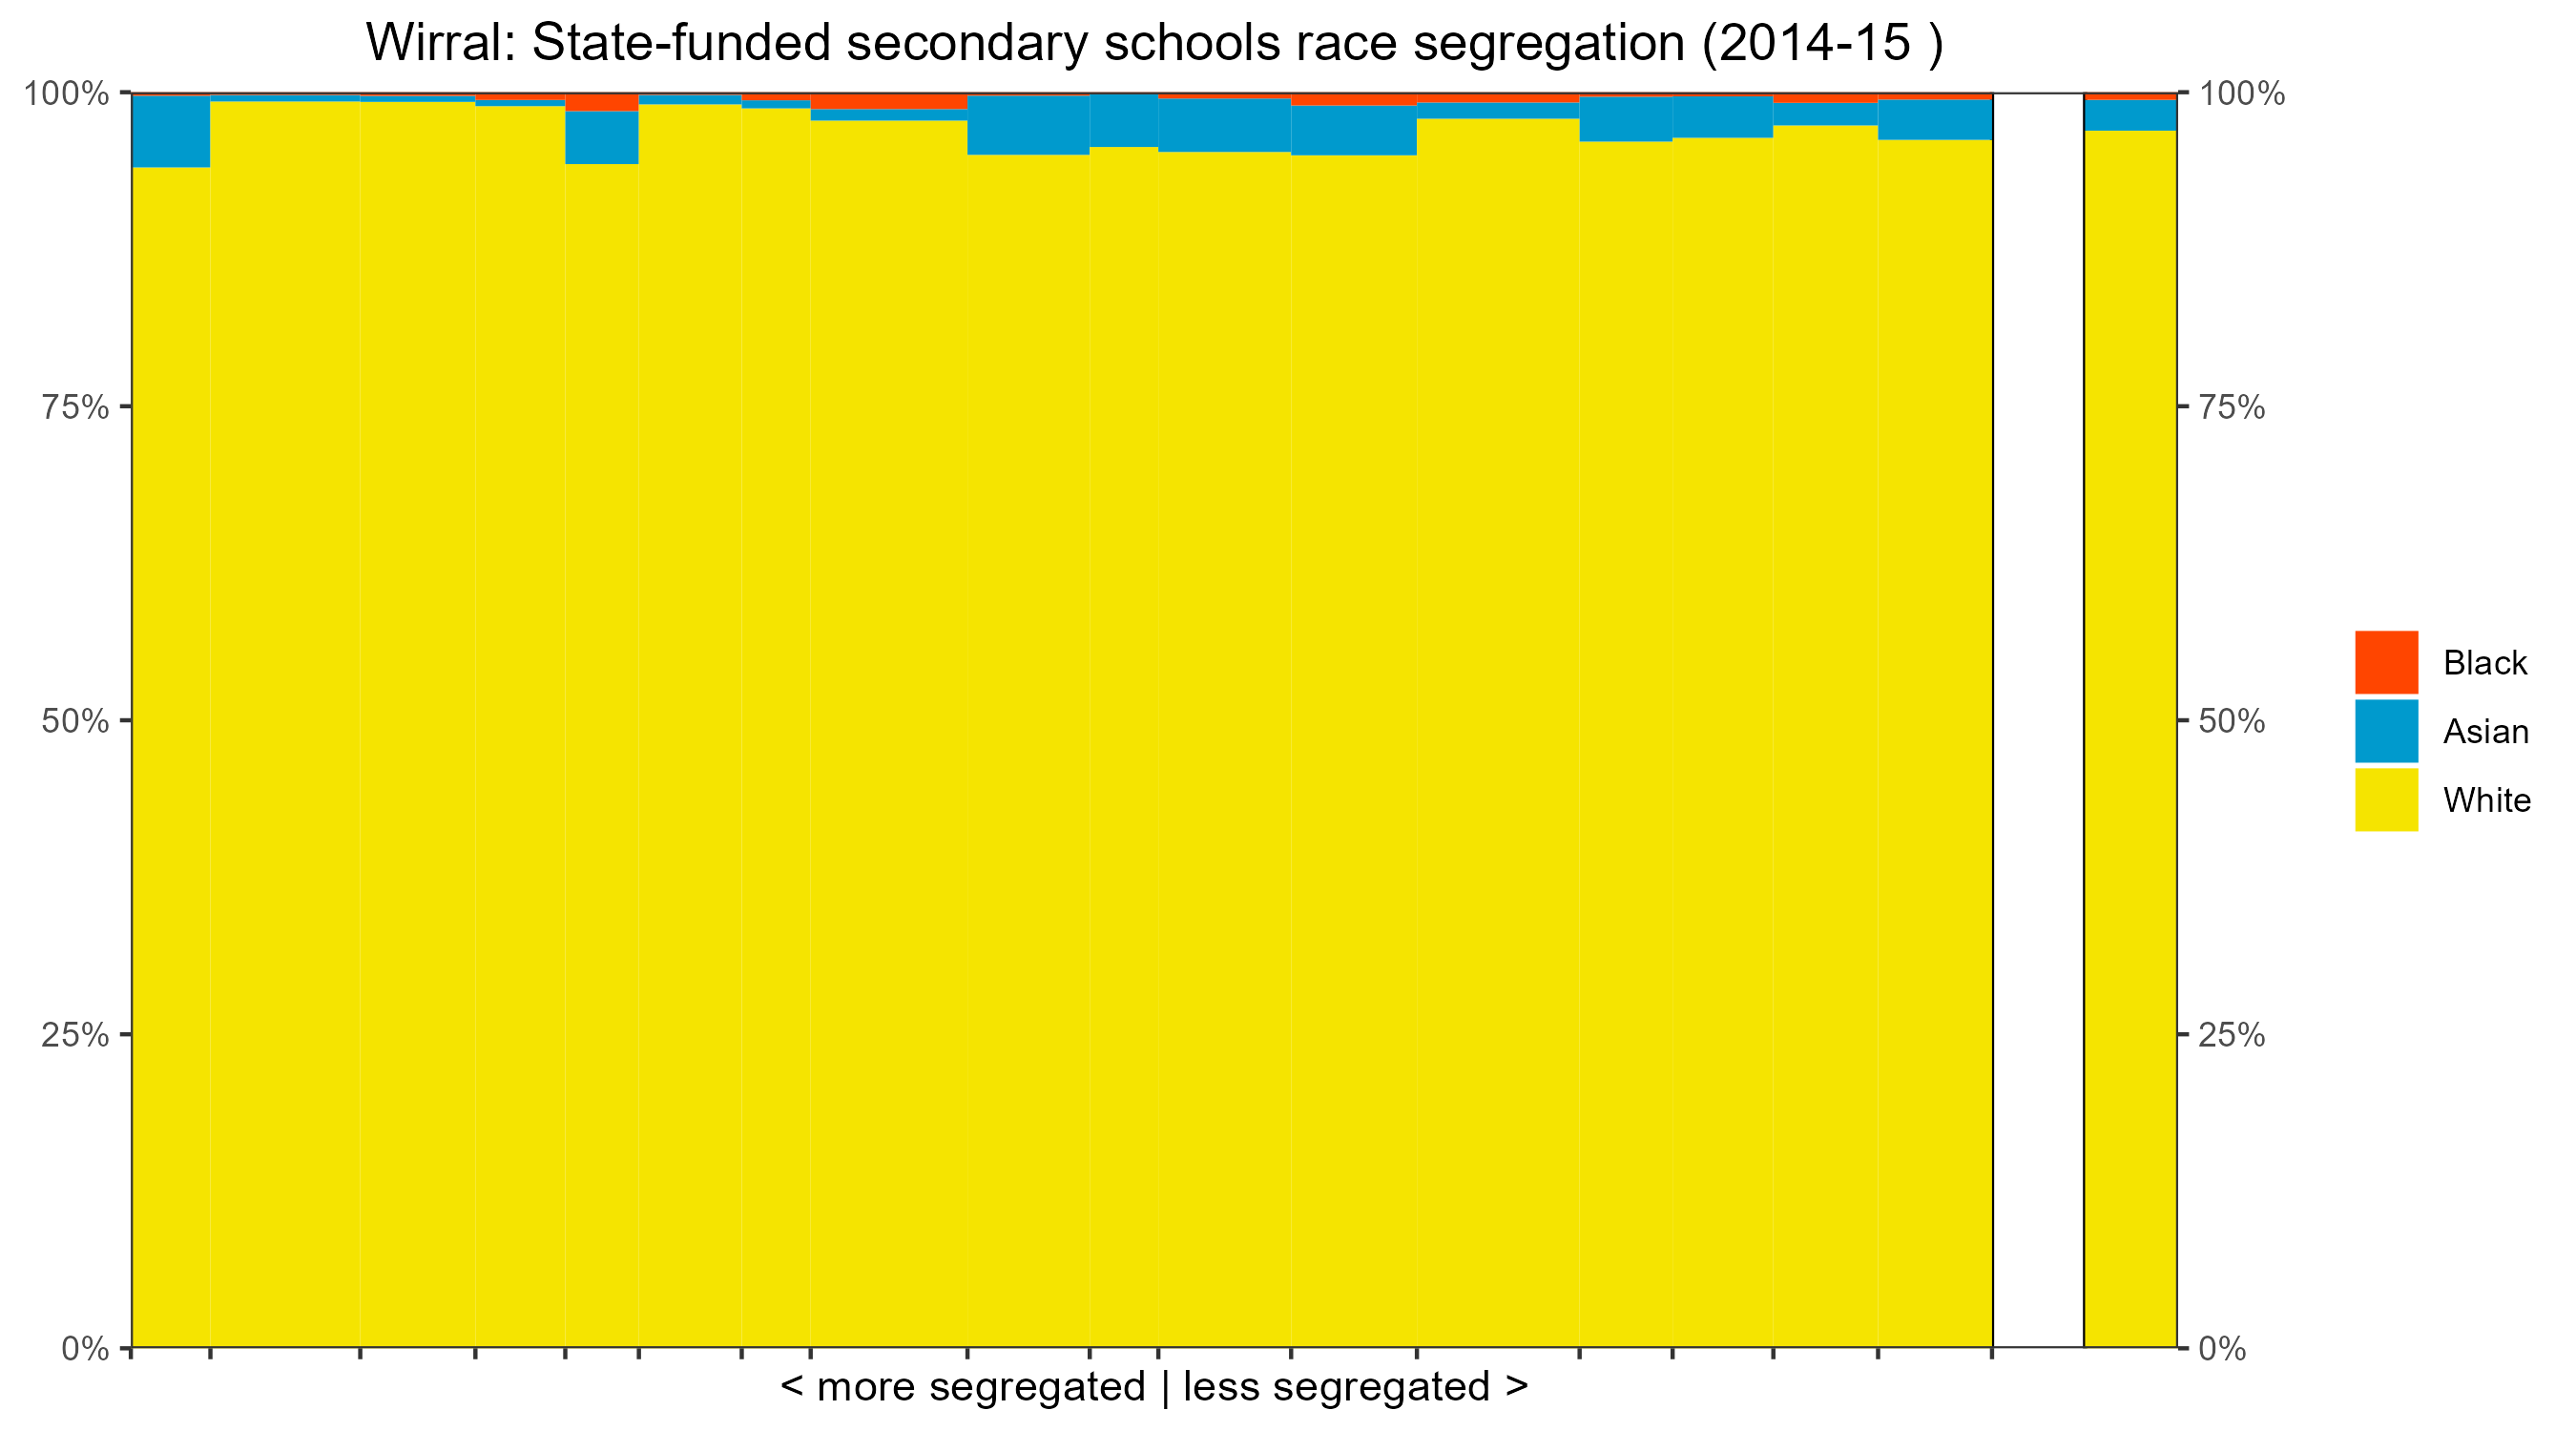 Wirral: State-funded secondary schools race segregation (2014-15 )
100%
75%
50%
25%
0%
100%
75%
50%
25%
0%
Black
Asian
White
< more segregated | less segregated >